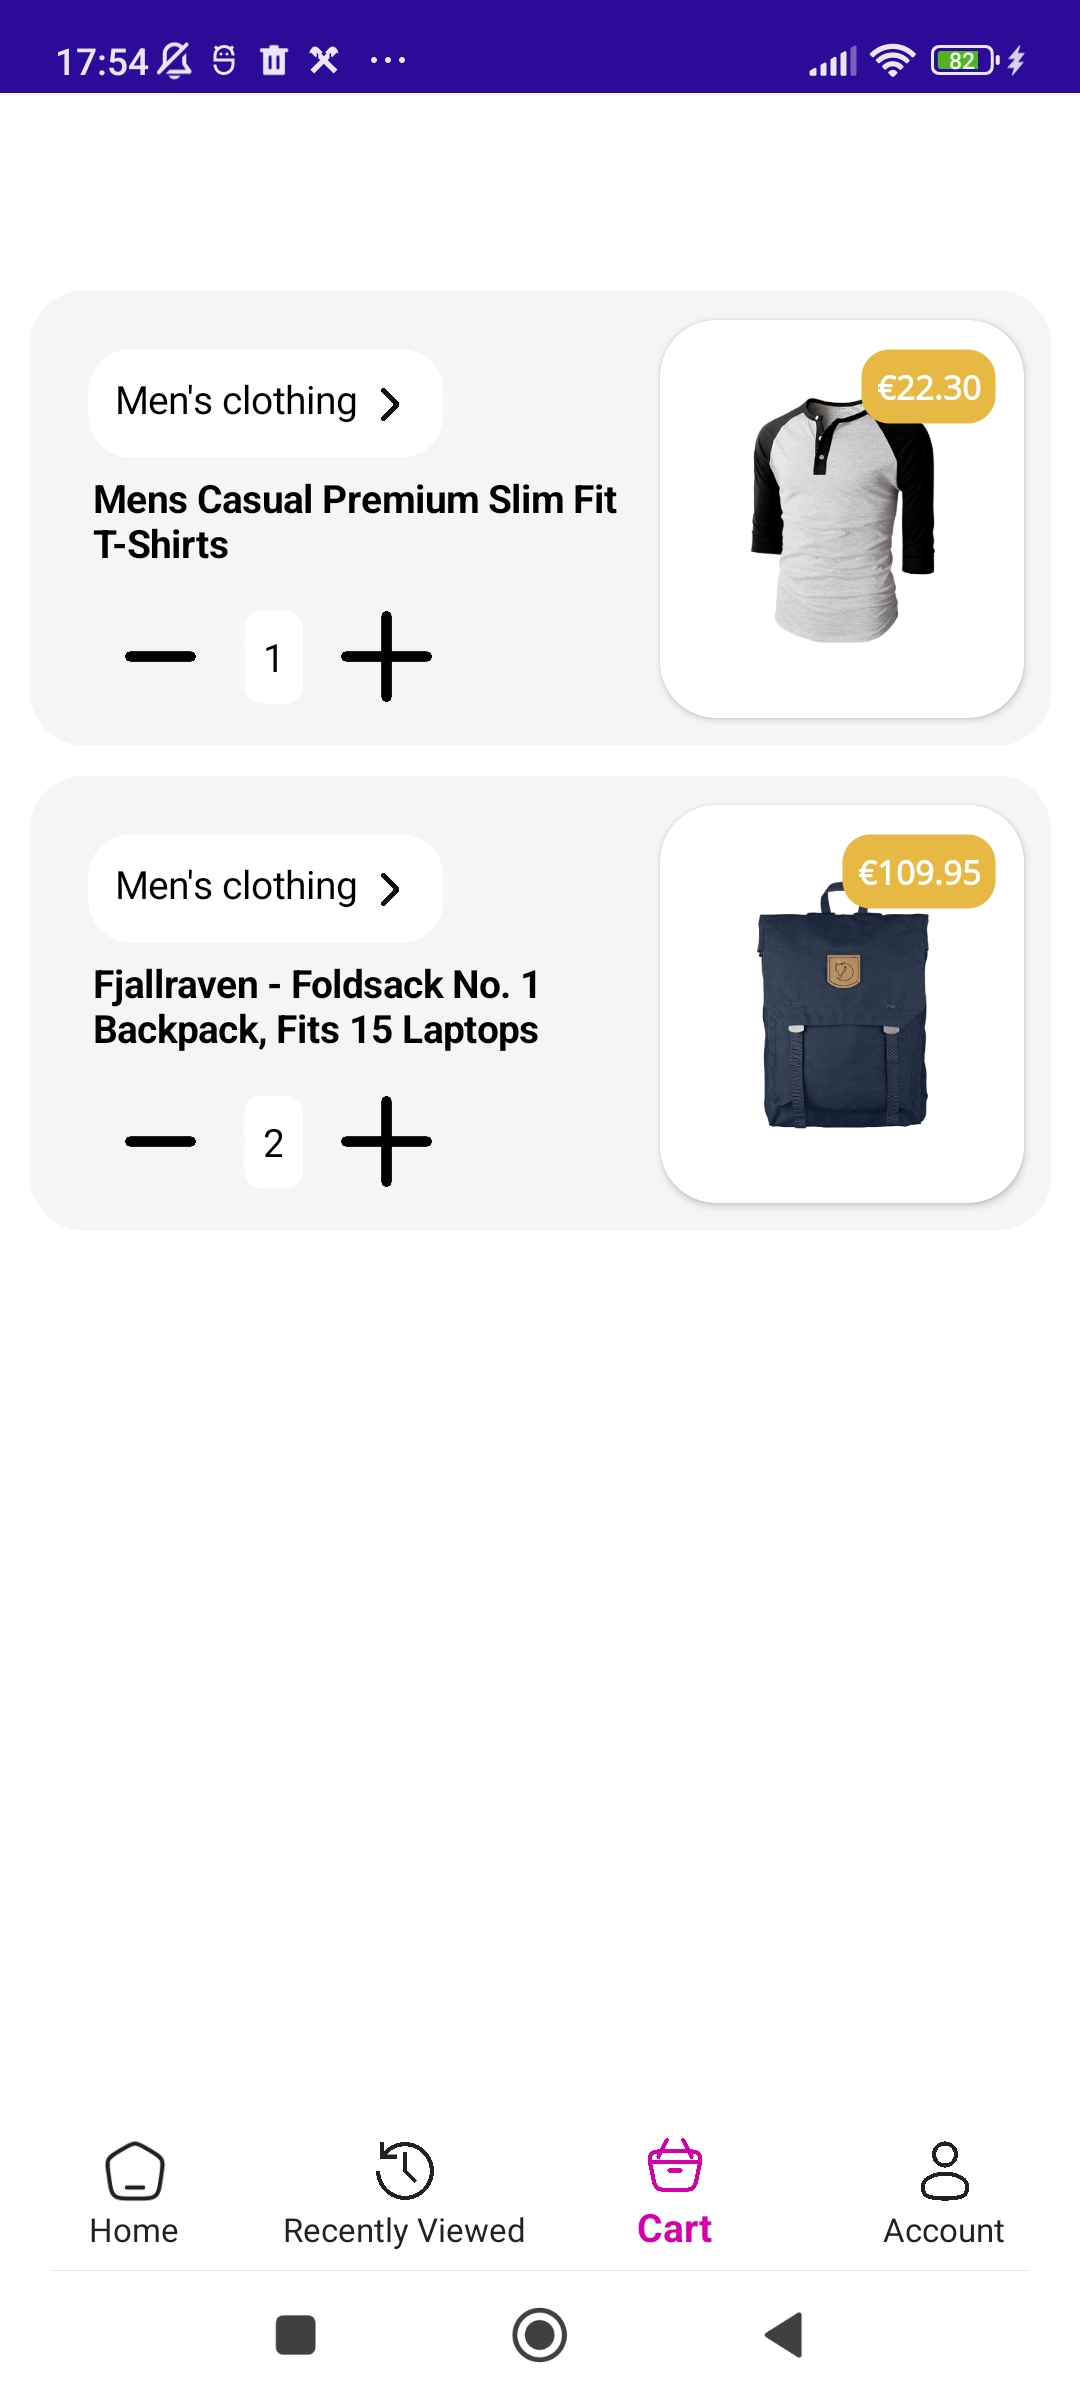 17:54
82
Men's clothing
€22.30
Mens Casual Premium Slim Fit
T-Shirts
1
Men's clothing
€109.95
Fjallraven - Foldsack No. 1
Backpack, Fits 15 Laptops
2
Home
Recently Viewed
Cart
Account